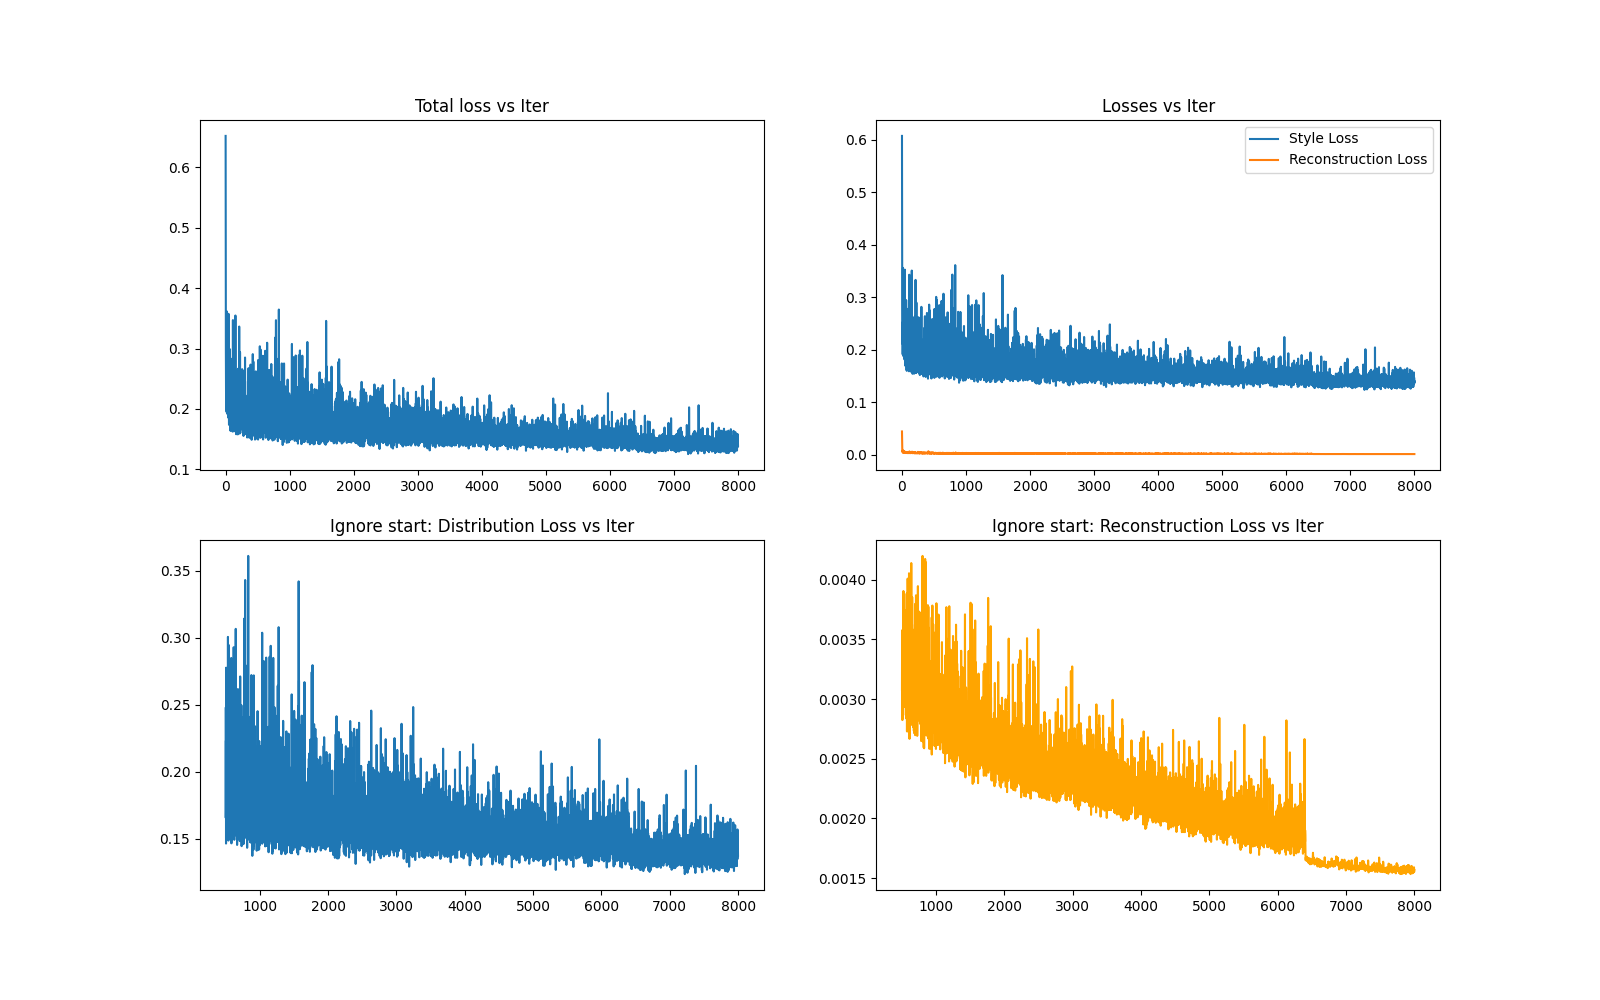 Total loss vs Iter
0.6
0.5
0.4
0.3
0.2
0.1
0 1000 2000 3000 4000 5000 6000 7000 8000
Losses vs Iter
Style Loss
Reconstruction Loss
0.6
0.5
0.4
0.3
0.2
0.1
0.0
0 1000 2000 3000 4000 5000 6000 7000 8000
Ignore start: Distribution Loss vs Iter
0.35
0.30
0.25
0.20
0.15
1000 2000 3000 4000 5000 6000 7000 8000
Ignore start: Reconstruction Loss vs Iter
0.0040
0.0035
0.0030
0.0025
0.0020
0.0015
1000 2000 3000 4000 5000 6000 7000 8000